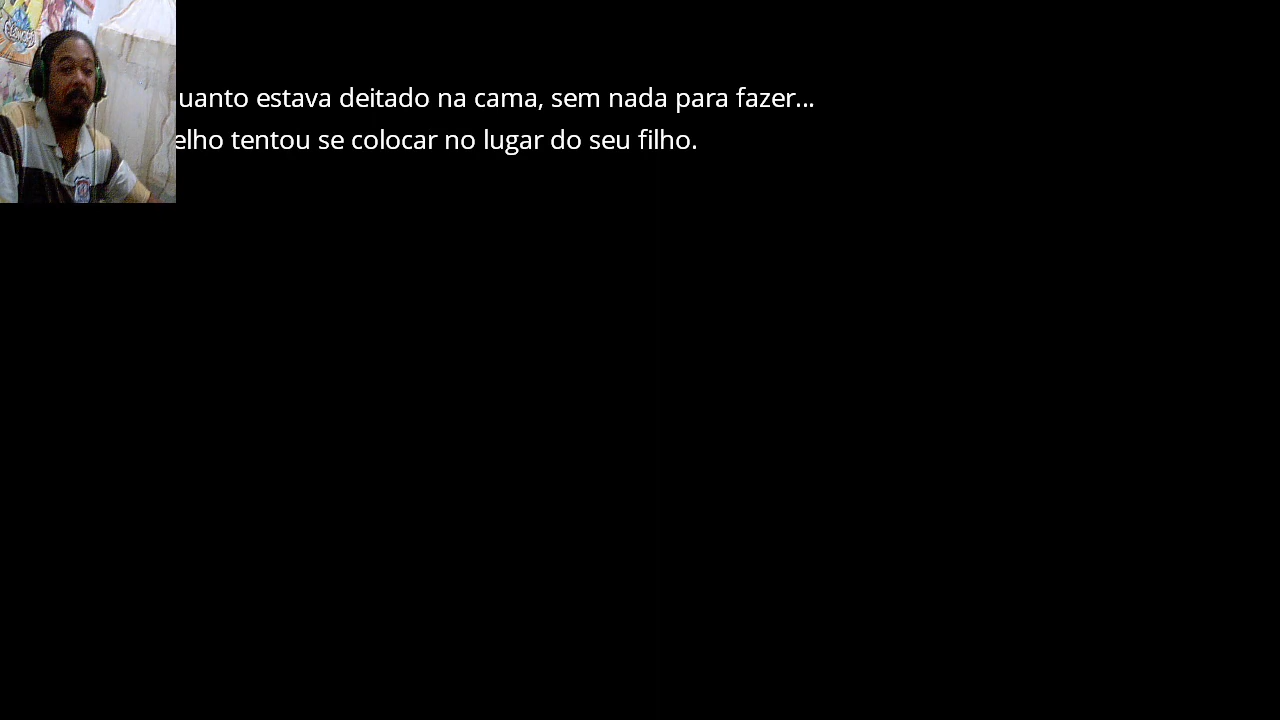 uanto estava deitado na cama, sem nada para fazer...
elho tentou se colocar no lugar do seu filho.